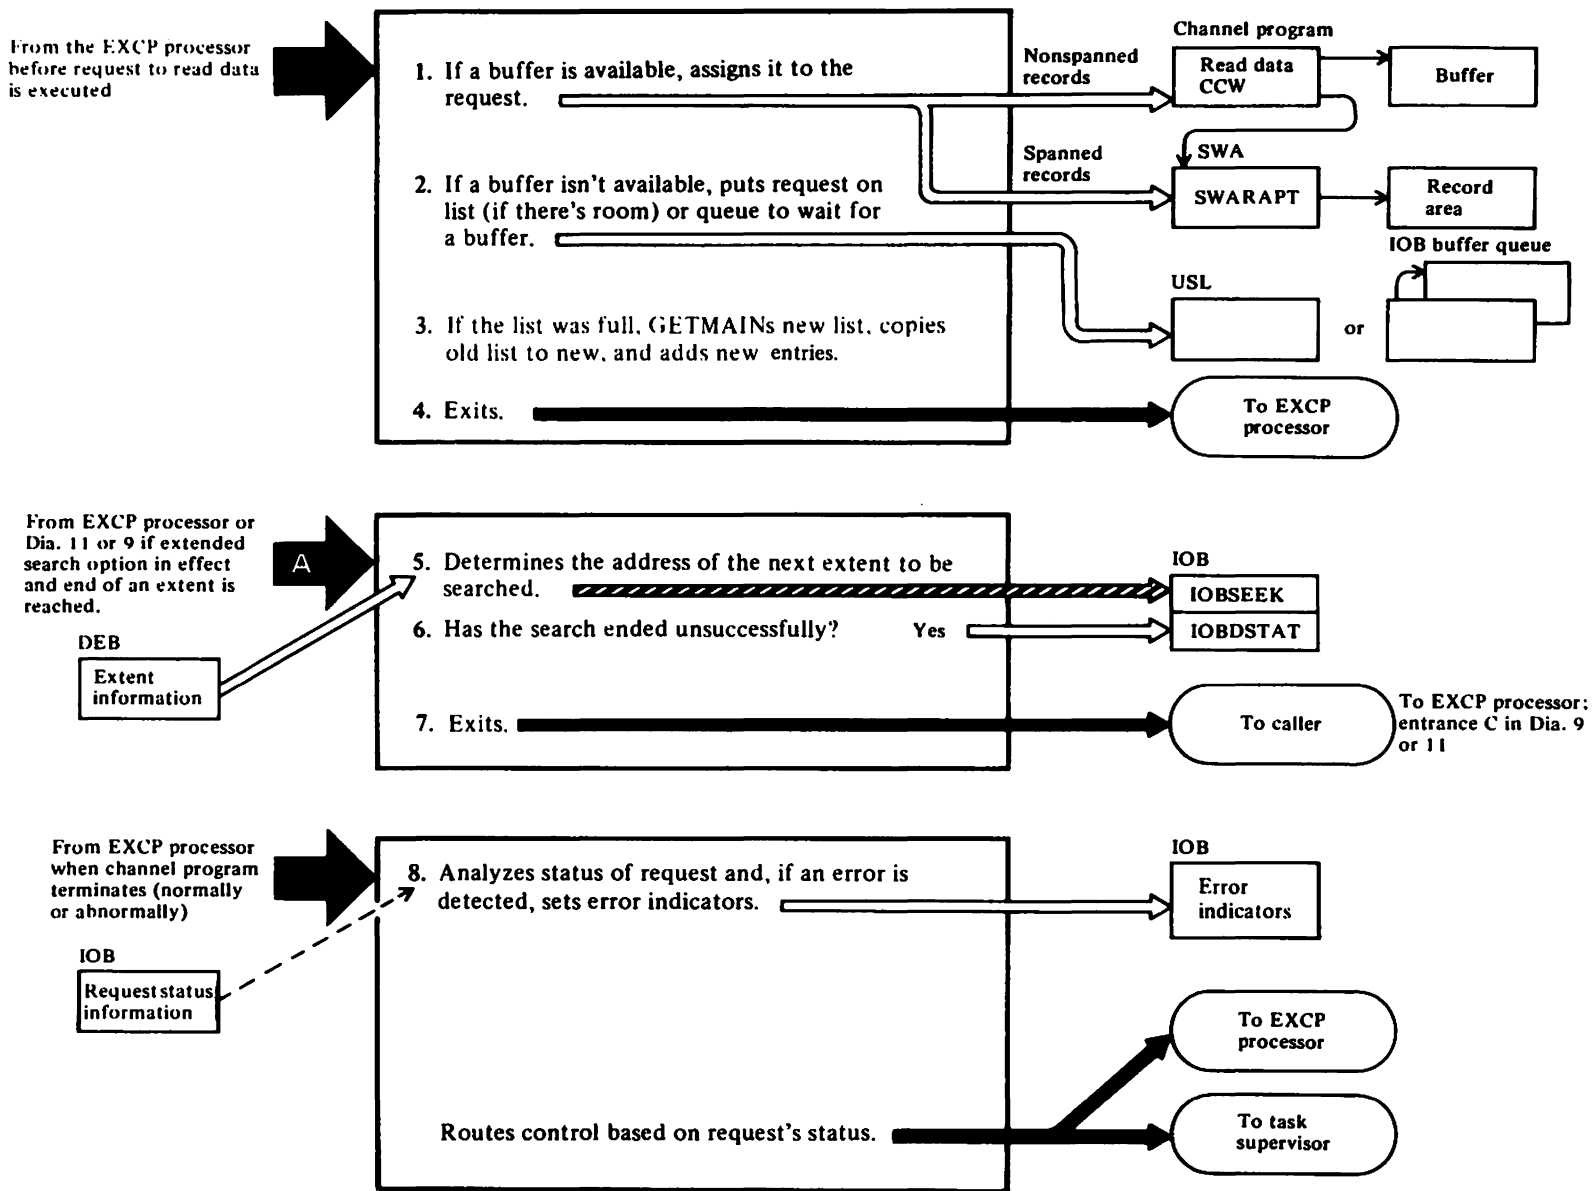 From the EXCP processor
before request to read data
is executed
1. If a buffer is available, assigns it to the
request.
Nonspanned
records
Channel program
Read data
CCW
Buffer
Spanned
records
SWA
SWARAPT
Record
area
2. If a buffer isn't available, puts request on
list (if there's room) or queue to wait for
a buffer.
IOB buffer queue
USL
or
3. If the list was full, GETMAINs new list, copies
old list to new, and adds new entries.
4. Exits.
To EXCP
processor
From EXCP processor or
Dia. 11 or 9 if extended
search option in effect
and end of an extent is
reached.
A
DEB
Extent
information
5. Determines the address of the next extent to be
searched.
IOB
IOBSEEK
6. Has the search ended unsuccessfully? Yes
IOBDSTAT
7. Exits.
To caller
To EXCP processor;
entrance C in Dia. 9
or 11
From EXCP processor
when channel program
terminates (normally
or abnormally)
IOB
Request status
information
8. Analyzes status of request and, if an error is
detected, sets error indicators.
IOB
Error
indicators
To EXCP
processor
Routes control based on request's status.
To task
supervisor